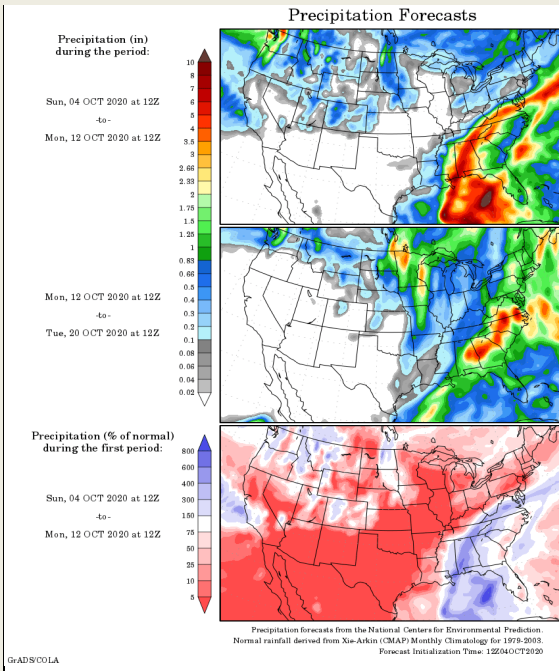 Precipitation Forecasts
Precipitation (in)
during the period:
Sun, 04 OCT 2020 at 12Z
-to-
Mon, 12 OCT 2020 at 12Z
10
8
7
6
5
4
3.5
3
2.66
2.33
2
1.75
1.5
1.25
1
0.83
0.66
0.5
0.4
0.3
0.2
0.1
0.08
0.06
0.04
0.02
Mon, 12 OCT 2020 at 12Z
-to-
Tue, 20 OCT 2020 at 12Z
Precipitation (% of normal)
during the first period:
Sun, 04 OCT 2020 at 12Z
-to-
Mon, 12 OCT 2020 at 12Z
800
600
400
300
150
75
50
25
10
5
Precipitation forecasts from the National Centers for Environmental Prediction.
Normal rainfall derived from Xie-Arkin (CMAP) Monthly Climatology for 1979-2003.
Forecast Initialization Time: 12Z04OCT2020
GrADS/COLA